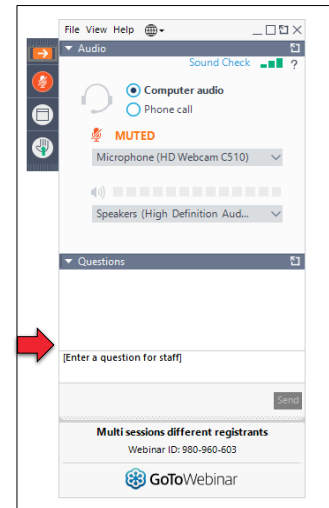 File View Help
Audio
Sound Check ?
Computer audio
Phone call
MUTED
Microphone (HD Webcam C510)
Speakers (High Definition Aud...
Questions
[Enter a question for staff]
Send
Multi sessions different registrants
Webinar ID: 980-960-603
GoToWebinar